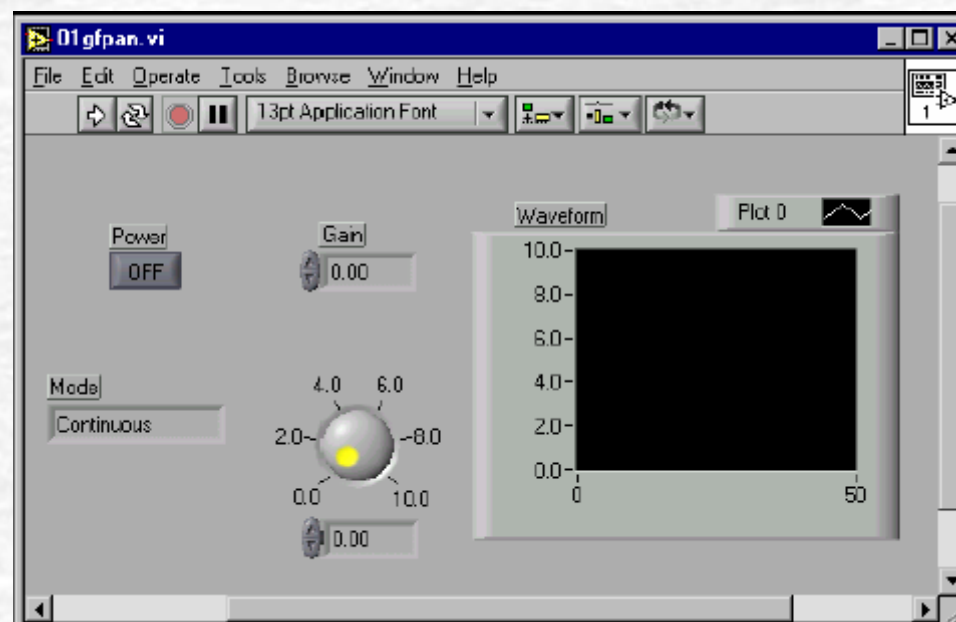 01gfpan.vi
File Edit Operate Tools Browse Window Help
13pt Application Font
1
Waveform
Plot 0
Power
OFF
Gain
0.00
10.0
8.0
6.0
4.0
2.0
0.0
0 50
Mode
Continuous
4.0 6.0
2.0 8.0
0.0 10.0
0.00